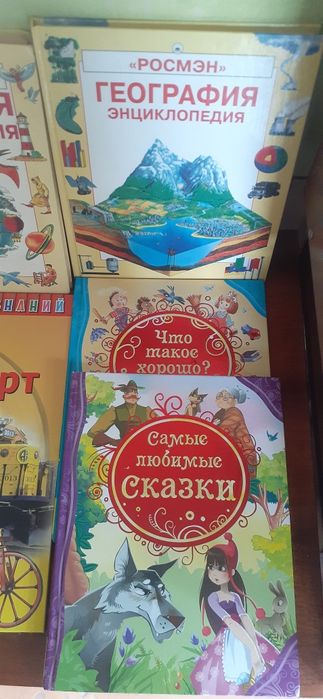 «РОСМЭН»
ГЕОГРАФИЯ
ЭНЦИКЛОПЕДИЯ
Что
такое
хорошо?
Самые
любимые
сказки